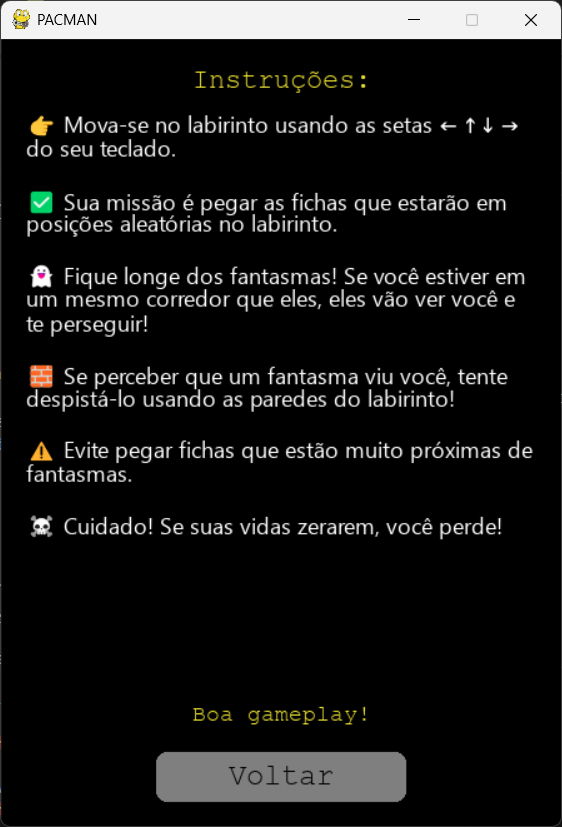 PACMAN
Instruções:
👉 Mova-se no labirinto usando as setas ← ↑ ↓ →
do seu teclado.
✅ Sua missão é pegar as fichas que estarão em
posições aleatórias no labirinto.
👻 Fique longe dos fantasmas! Se você estiver em
um mesmo corredor que eles, eles vão ver você e
te perseguir!
🧱 Se perceber que um fantasma viu você, tente
despistá-lo usando as paredes do labirinto!
⚠️ Evite pegar fichas que estão muito próximas de
fantasmas.
☠️ Cuidado! Se suas vidas zerarem, você perde!
Boa gameplay!
Voltar